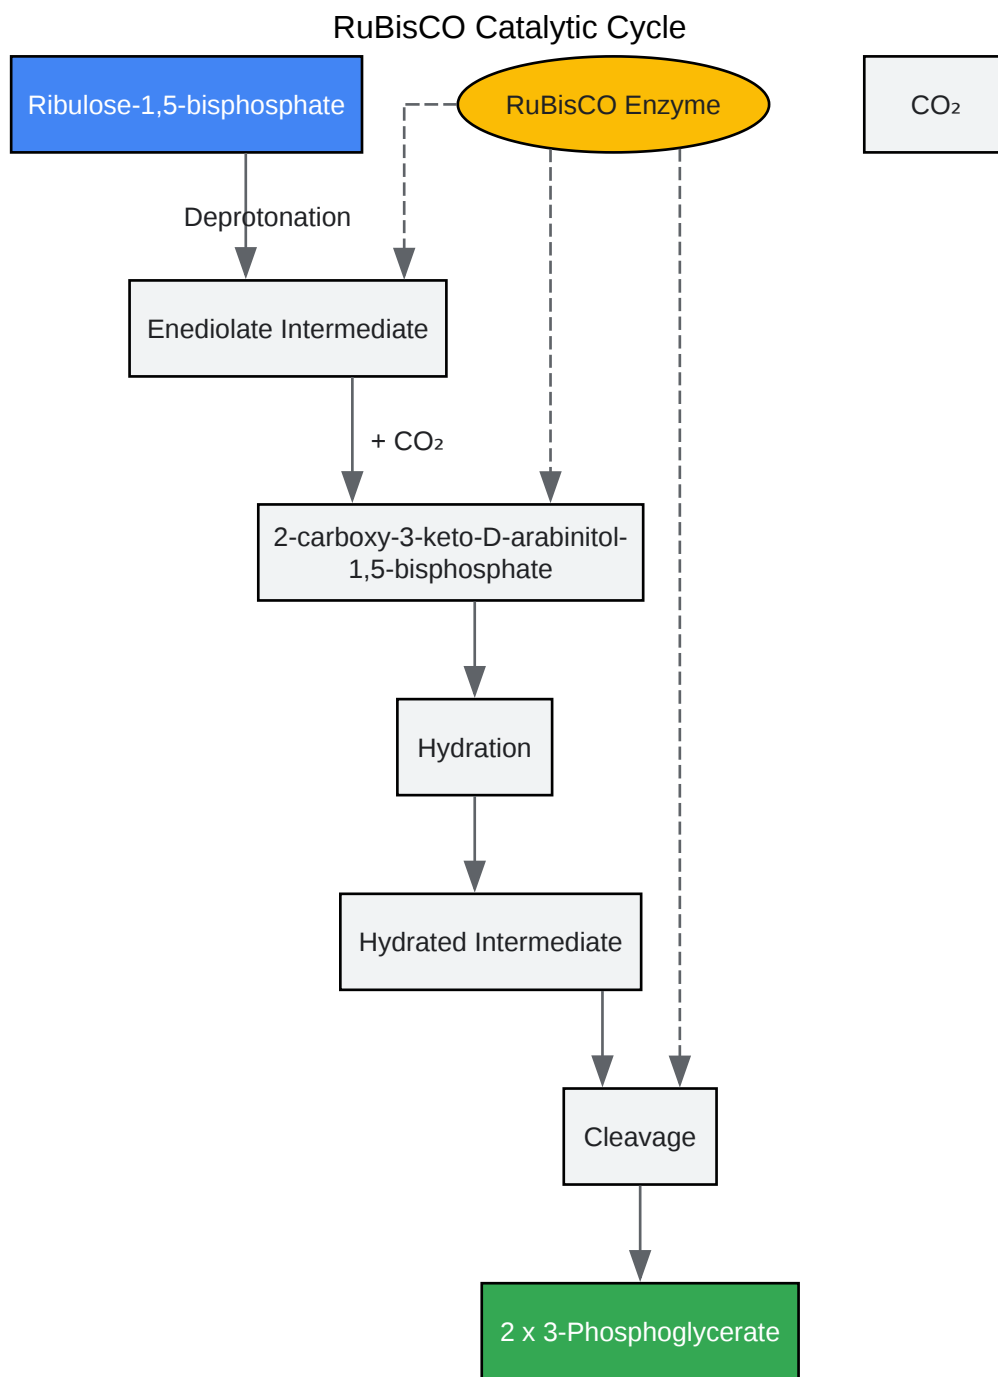 RuBisCO Catalytic Cycle
Ribulose-1,5-bisphosphate
RuBisCO Enzyme
CO₂
Deprotonation
Enediolate Intermediate
+ CO₂
2-carboxy-3-keto-D-arabinitol-
1,5-bisphosphate
Hydration
Hydrated Intermediate
Cleavage
2 x 3-Phosphoglycerate